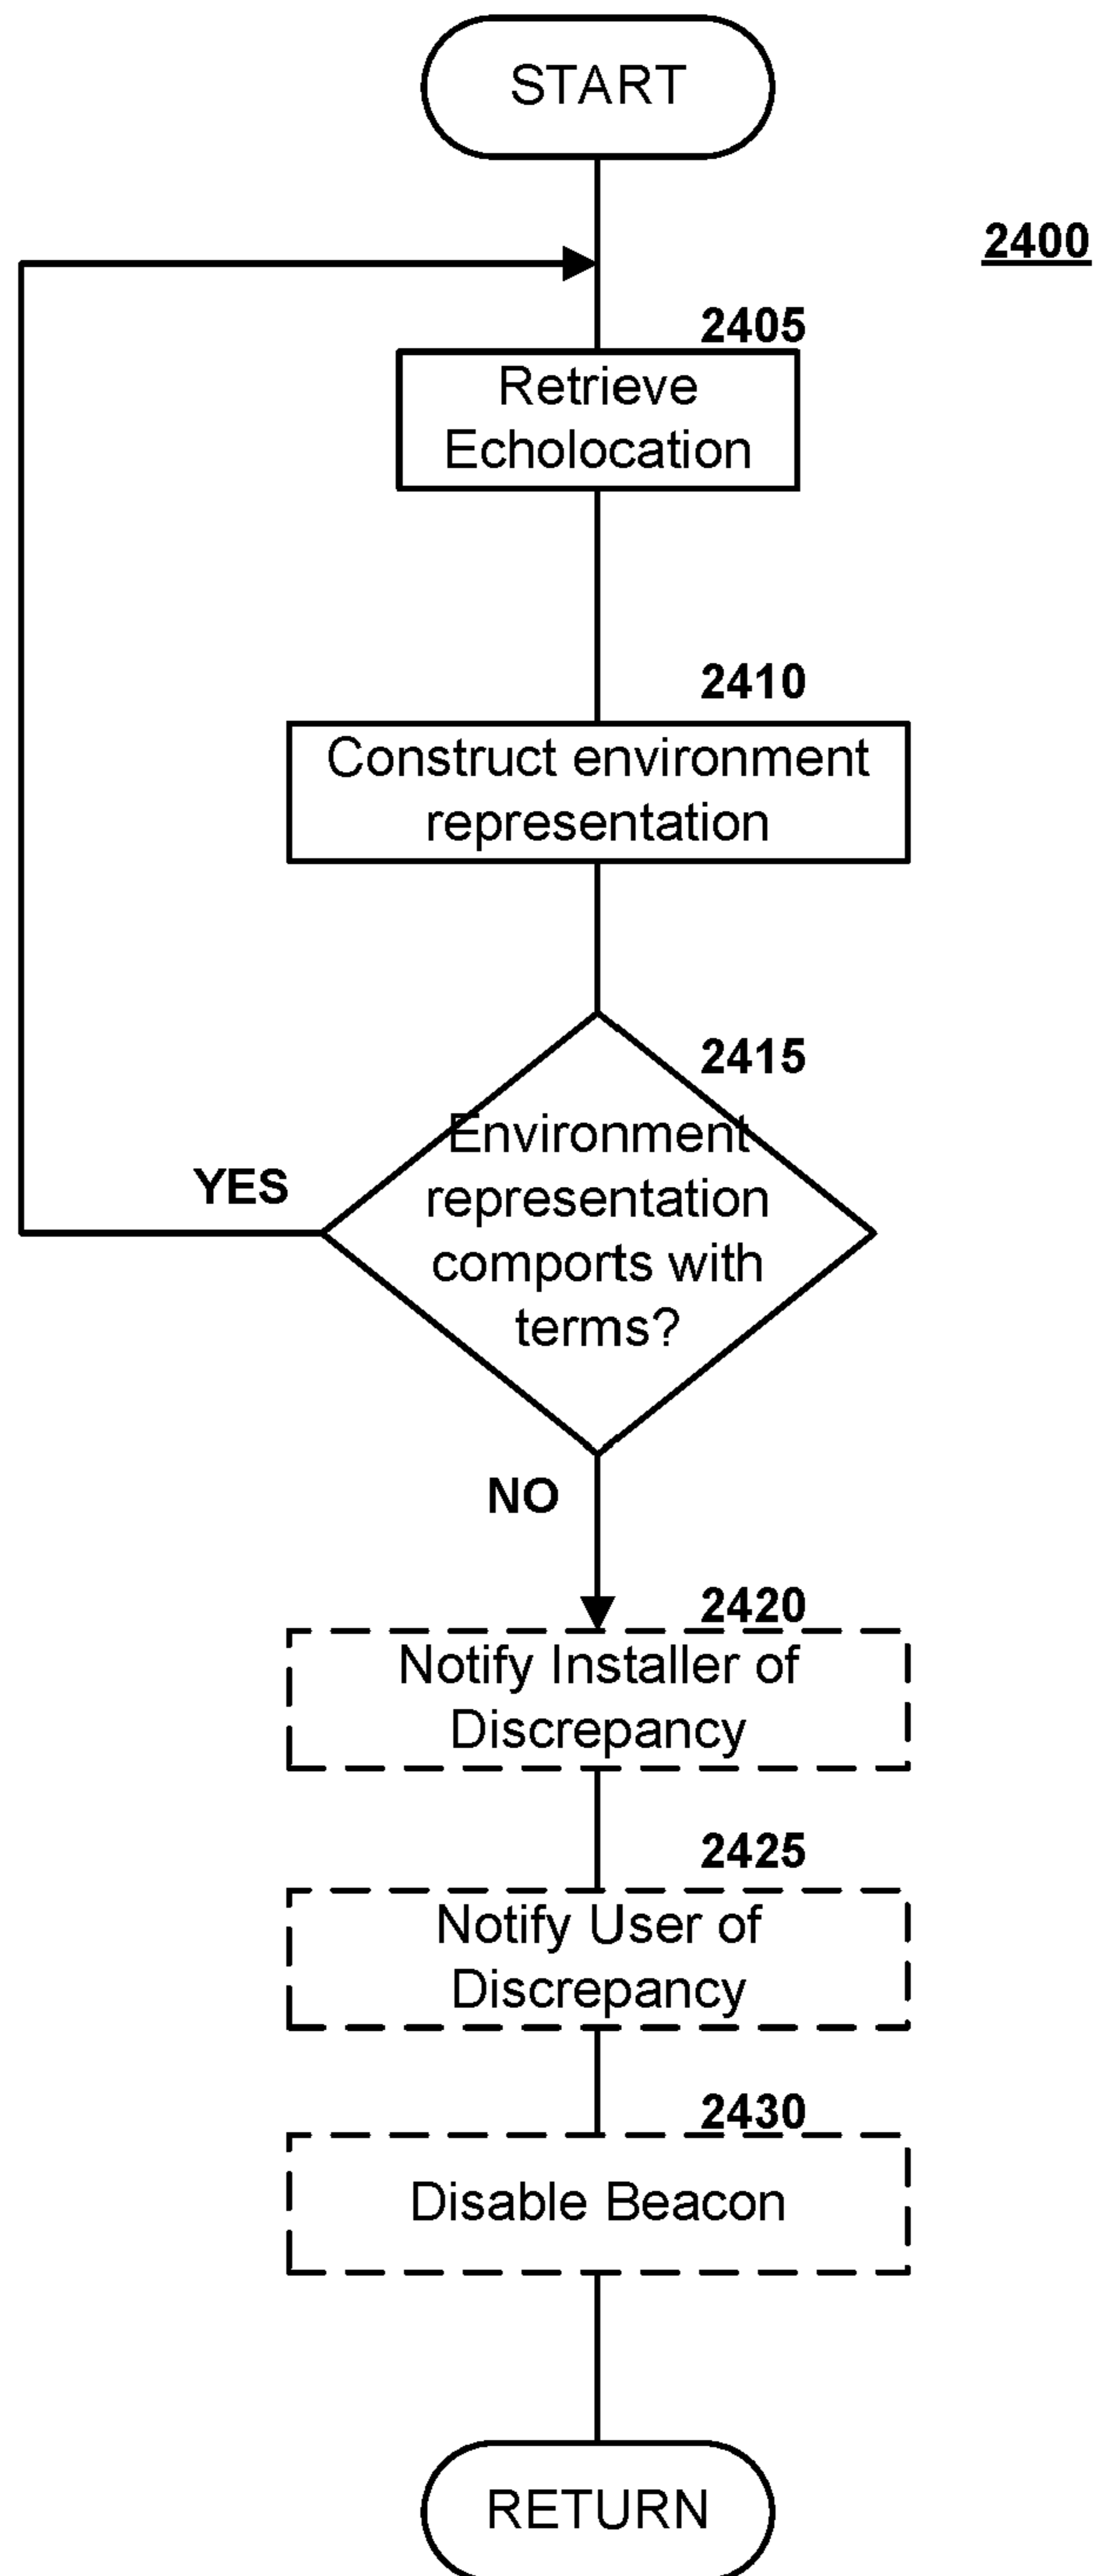 START
2400
2405
Retrieve
Echolocation
2410
Construct environment
representation
2415
Environment
representation
comports with
terms?
YES
NO
2420
Notify Installer of
Discrepancy
2425
Notify User of
Discrepancy
2430
Disable Beacon
RETURN